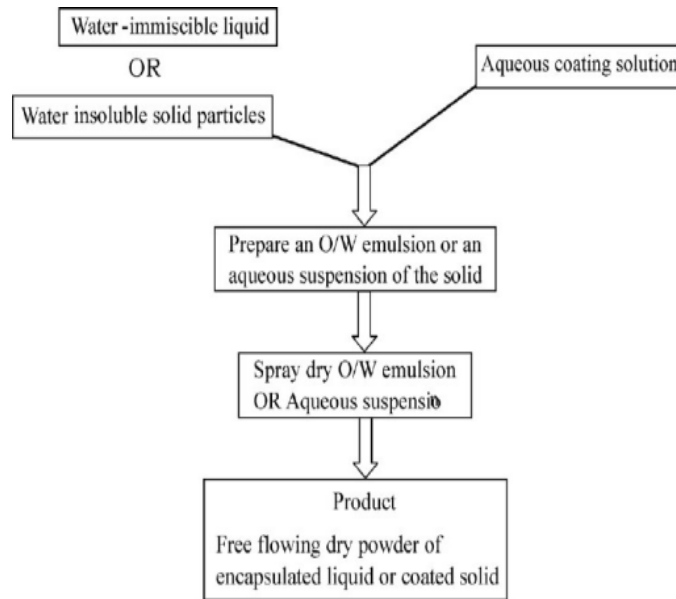 Water -immiscible liquid
OR
Water insoluble solid particles
Aqueous coating solution
Prepare an O/W emulsion or an
aqueous suspension of the solid
Spray dry O/W emulsion
OR Aqueous suspensio
Product
Free flowing dry powder of
encapsulated liquid or coated solid